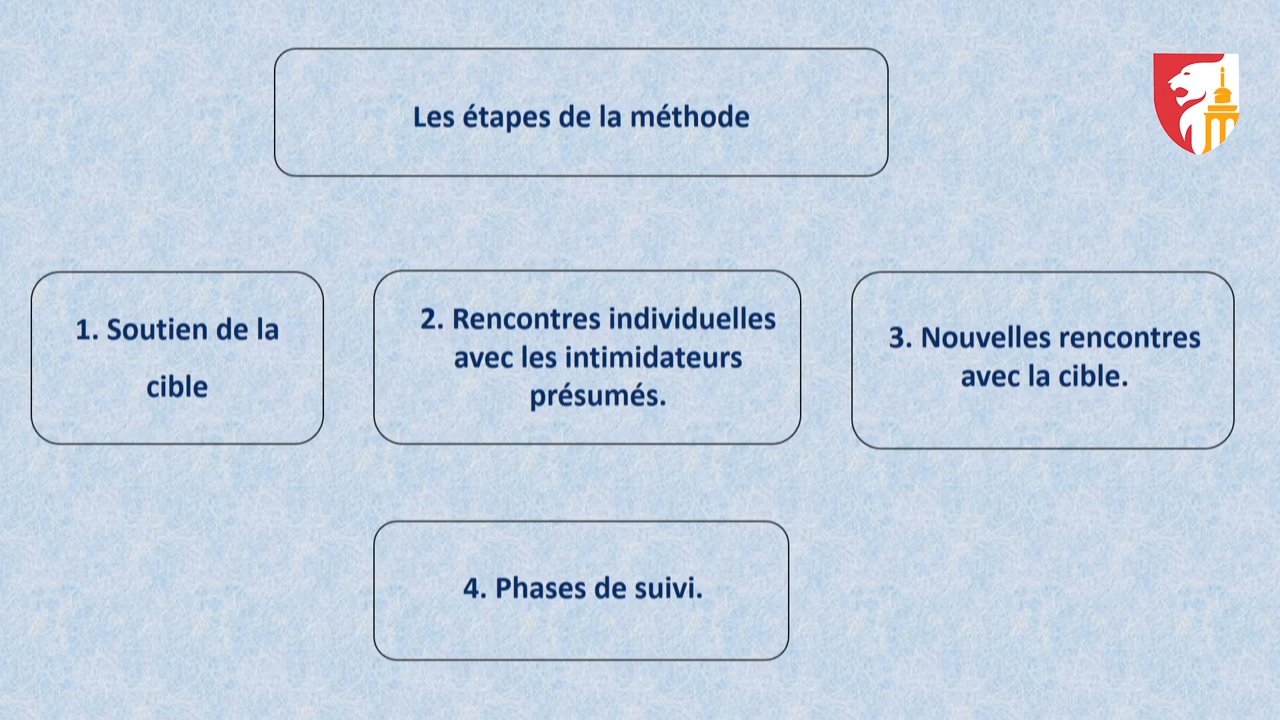 Les étapes de la méthode
1. Soutien de la
cible
2. Rencontres individuelles
avec les intimidateurs
présumés.
3. Nouvelles rencontres
avec la cible.
4. Phases de suivi.